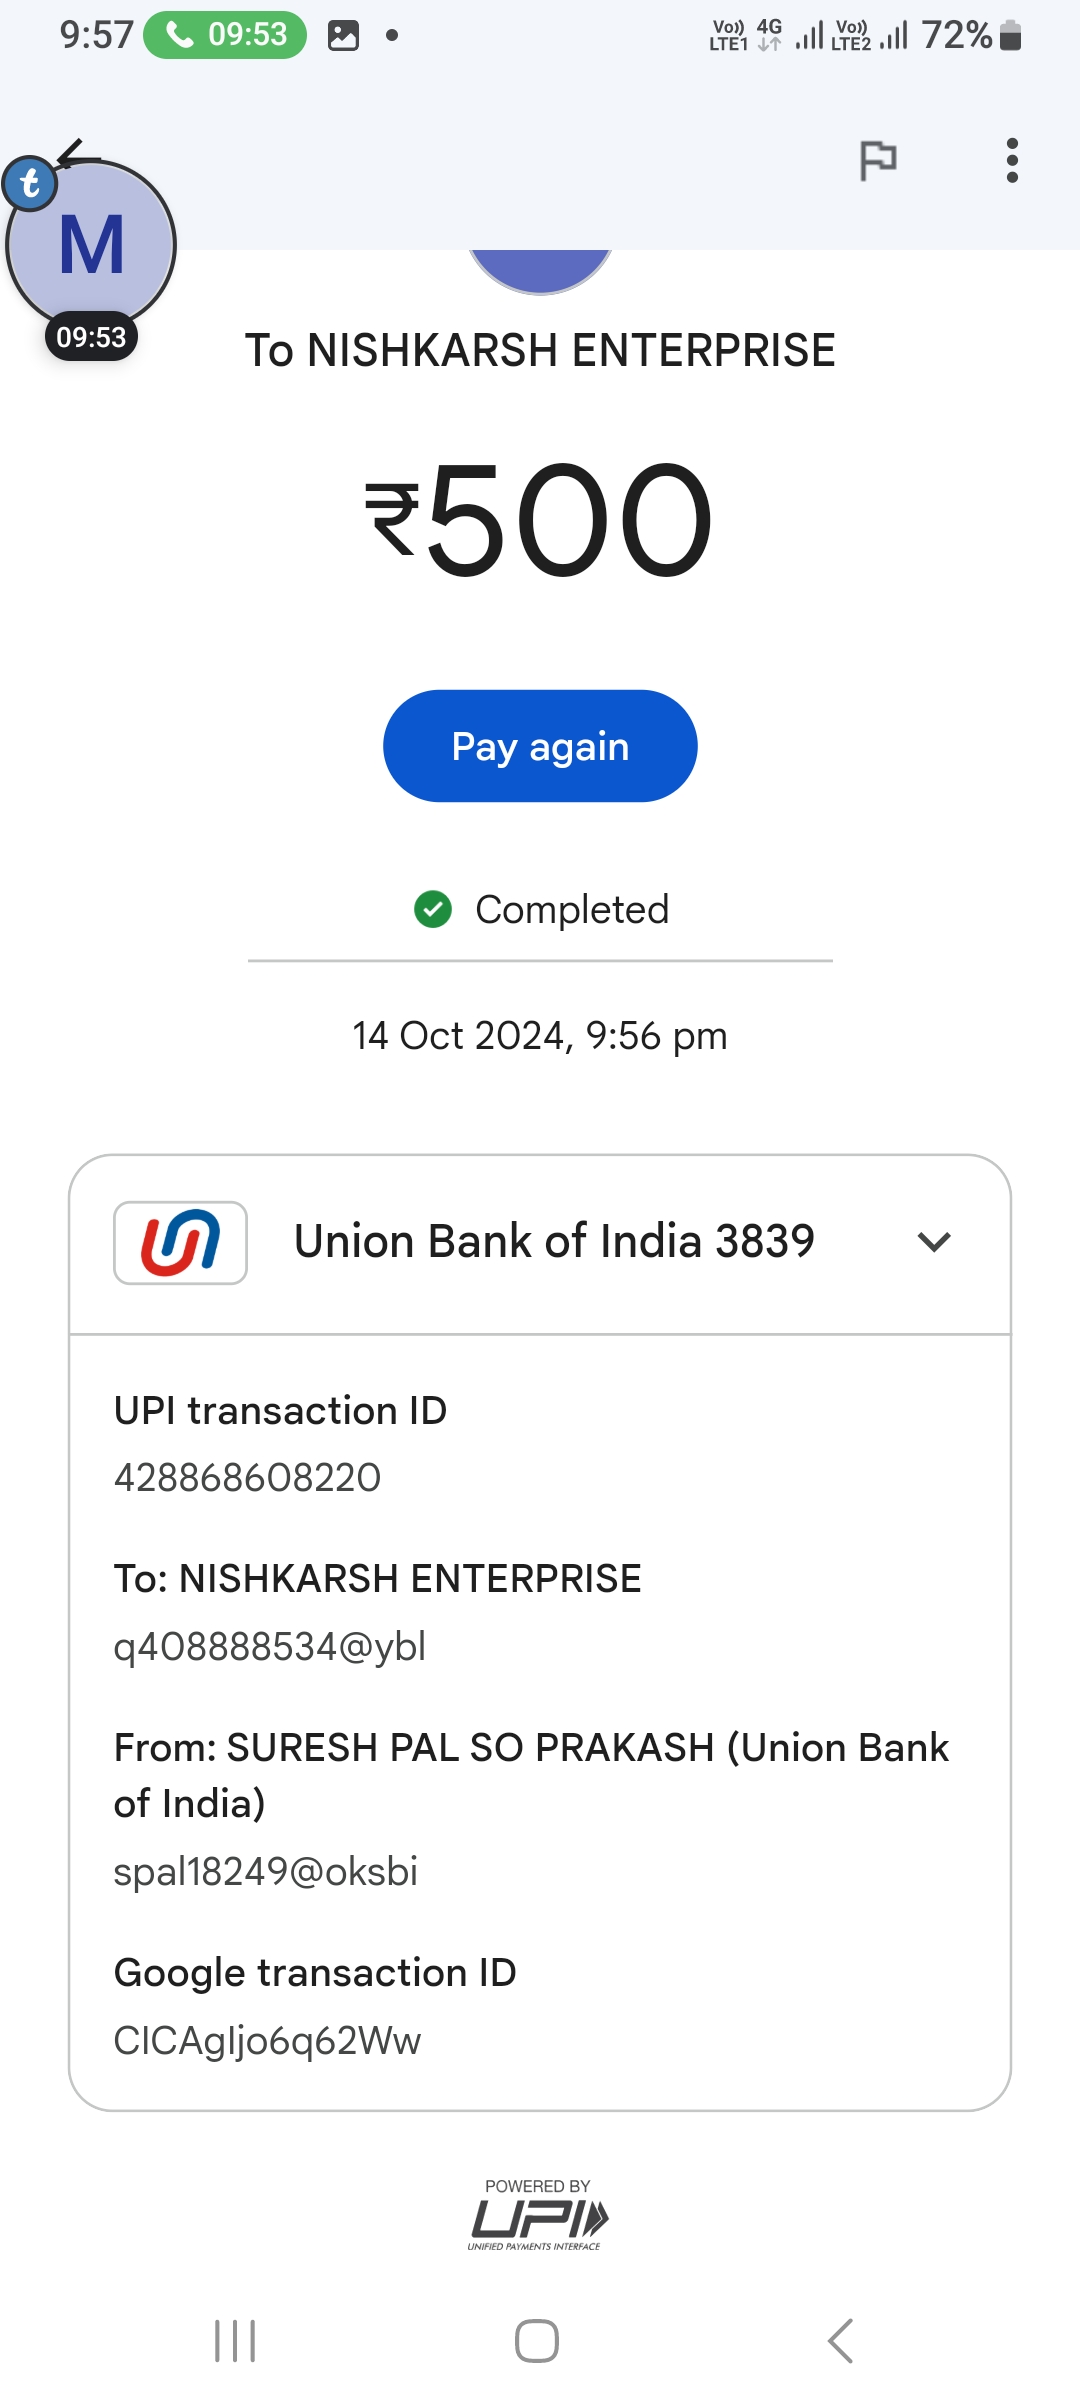 9:57 09:53 Vo)) LTE1 4G Vo)) LTE2 72%
t
M
09:53
To NISHKARSH ENTERPRISE
₹500
Pay again
Completed
14 Oct 2024, 9:56 pm
Union Bank of India 3839
UPI transaction ID
428868608220
To: NISHKARSH ENTERPRISE
q408888534@ybl
From: SURESH PAL SO PRAKASH (Union Bank
of India)
spal18249@oksbi
Google transaction ID
CICAgIjo6q62Ww
POWERED BY
UPI
UNIFIED PAYMENTS INTERFACE